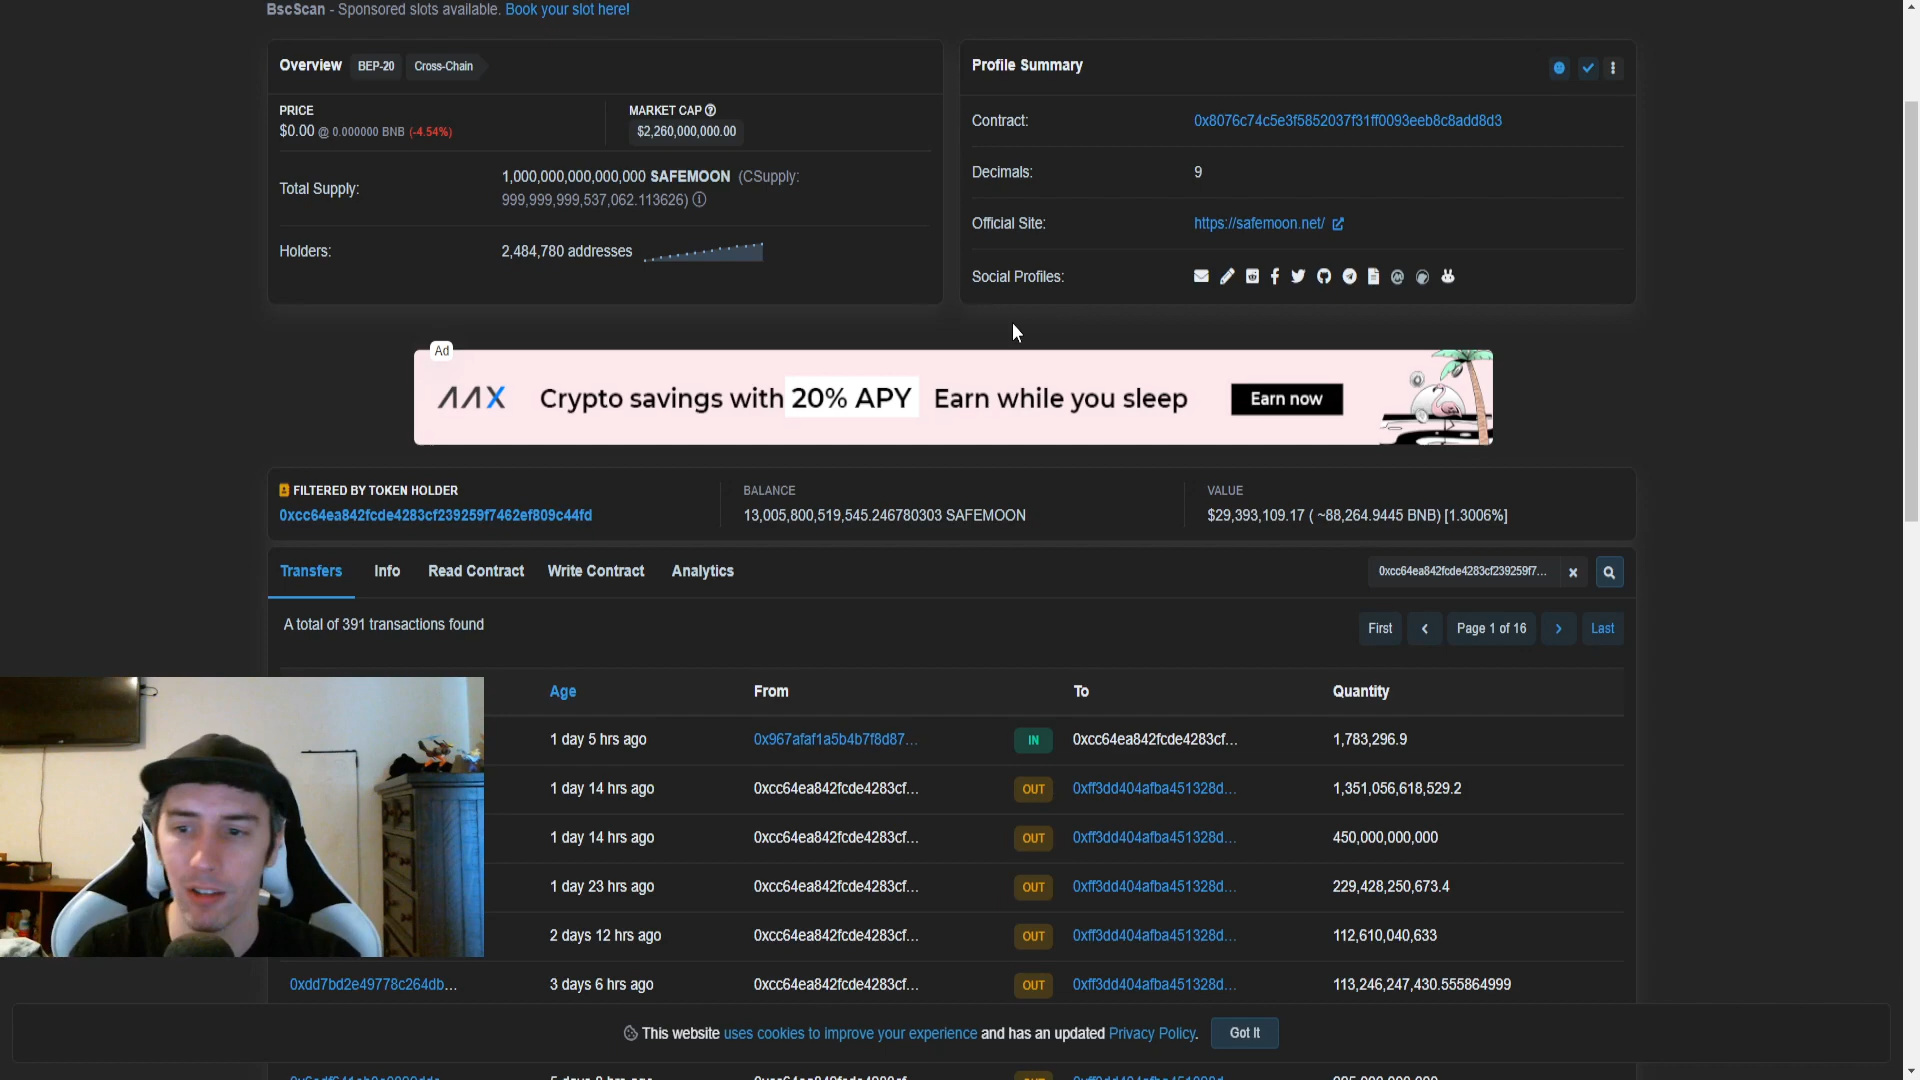 BscScan - Sponsored slots available. Book your slot here!
Overview BEP-20 Cross-Chain
PRICE
$0.00 @ 0.000000 BNB (-4.54%)
MARKET CAP
$2,260,000,000.00
Total Supply:
1,000,000,000,000,000 SAFEMOON (CSupply:
999,999,999,537,062.113626)
Holders:
2,484,780 addresses
Profile Summary
Contract:
0x8076c74c5e3f5852037f31ff0093eeb8c8add8d3
Decimals:
9
Official Site:
https://safemoon.net/
Social Profiles:
Ad
AAX Crypto savings with 20% APY Earn while you sleep Earn now
FILTERED BY TOKEN HOLDER
0xcc64ea842fcde4283cf239259f7462ef809c44fd
BALANCE
13,005,800,519,545.246780303 SAFEMOON
VALUE
$29,393,109.17 ( ~88,264.9445 BNB) [1.3006%]
Transfers Info Read Contract Write Contract Analytics
0xcc64ea842fcde4283cf239259f7...
A total of 391 transactions found
First Page 1 of 16 Last
Age From To Quantity
1 day 5 hrs ago 0x967afaf1a5b4b7f8d87... IN 0xcc64ea842fcde4283cf... 1,783,296.9
1 day 14 hrs ago 0xcc64ea842fcde4283cf... OUT 0xff3dd404afba451328d... 1,351,056,618,529.2
1 day 14 hrs ago 0xcc64ea842fcde4283cf... OUT 0xff3dd404afba451328d... 450,000,000,000
1 day 23 hrs ago 0xcc64ea842fcde4283cf... OUT 0xff3dd404afba451328d... 229,428,250,673.4
2 days 12 hrs ago 0xcc64ea842fcde4283cf... OUT 0xff3dd404afba451328d... 112,610,040,633
0xdd7bd2e49778c264db... 3 days 6 hrs ago 0xcc64ea842fcde4283cf... OUT 0xff3dd404afba451328d... 113,246,247,430.555864999
This website uses cookies to improve your experience and has an updated Privacy Policy. Got It